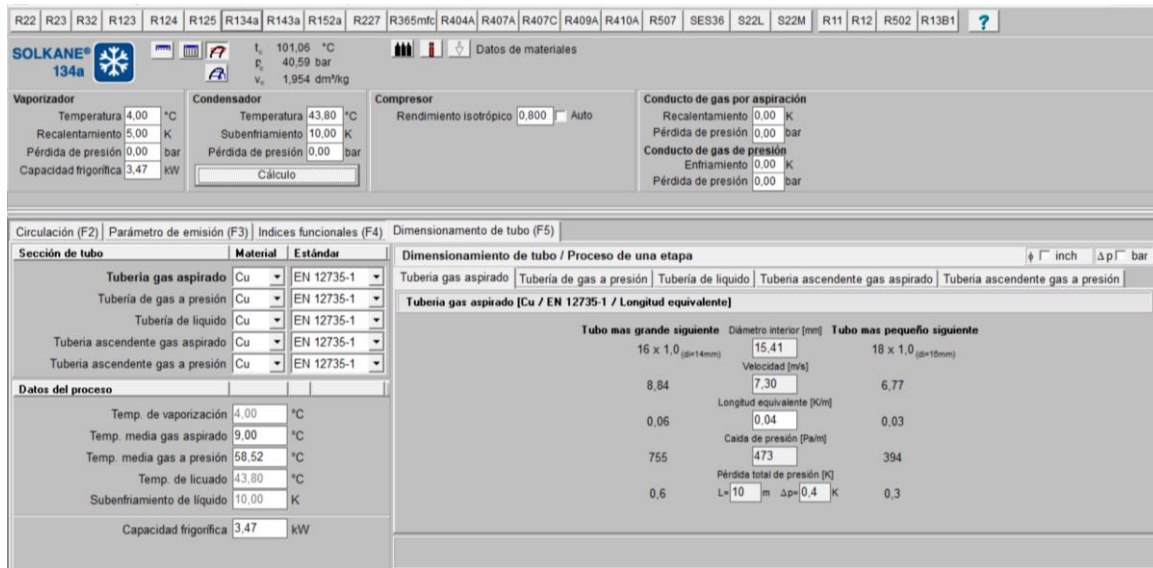 R22 R23 R32 R123 R124 R125 R134a R143a R152a R227 R365mfc R404A R407A R407C R409A R410A R507 SES36 S22L S22M R11 R12 R502 R13B1 ?
SOLKANE®
134a
tc 101,06 °C
pc 40,59 bar
vc 1,954 dm³/kg
Datos de materiales
Vaporizador
Temperatura 4,00 °C
Recalentamiento 5,00 K
Pérdida de presión 0,00 bar
Capacidad frigorífica 3,47 kW
Condensador
Temperatura 43,80 °C
Subenfriamiento 10,00 K
Pérdida de presión 0,00 bar
Cálculo
Compresor
Rendimiento isotrópico 0,800 Auto
Conducto de gas por aspiración
Recalentamiento 0,00 K
Pérdida de presión 0,00 bar
Conducto de gas de presión
Enfriamiento 0,00 K
Pérdida de presión 0,00 bar
Circulación (F2) Parámetro de emisión (F3) Indices funcionales (F4) Dimensionamento de tubo (F5)
Sección de tubo Material Estándar
Tuberia gas aspirado Cu EN 12735-1
Tubería de gas a presión Cu EN 12735-1
Tubería de liquido Cu EN 12735-1
Tuberia ascendente gas aspirado Cu EN 12735-1
Tuberia ascendente gas a presión Cu EN 12735-1
Datos del proceso
Temp. de vaporización 4,00 °C
Temp. media gas aspirado 9,00 °C
Temp. media gas a presión 58,52 °C
Temp. de licuado 43,80 °C
Subenfriamiento de líquido 10,00 K
Capacidad frigorífica 3,47 kW
Dimensionamiento de tubo / Proceso de una etapa ϕ inch Δp bar
Tuberia gas aspirado Tubería de gas a presión Tubería de liquido Tuberia ascendente gas aspirado Tuberia ascendente gas a presión
Tuberia gas aspirado [Cu / EN 12735-1 / Longitud equivalente]
Tubo mas grande siguiente Diámetro interior [mm] Tubo mas pequeño siguiente
16 x 1,0 (di=14mm) 15,41 18 x 1,0 (di=16mm)
Velocidad [m/s]
8,84 7,30 6,77
Longitud equivalente [K/m]
0,06 0,04 0,03
Caida de presión [Pa/m]
755 473 394
Pérdida total de presión [K]
0,6 L= 10 m Δp= 0,4 K 0,3